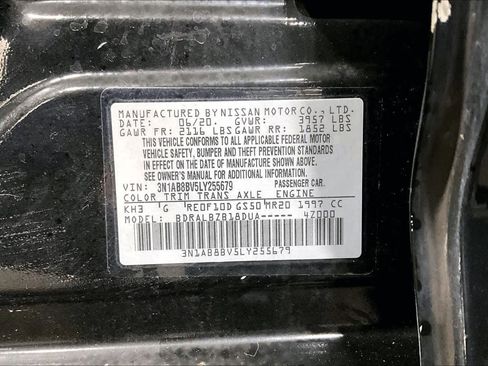 MANUFACTURED BY NISSAN MOTOR CO., LTD.
DATE: 06/20. GVWR: 3957 LBS
GAWR FR: 2116 LBS GAWR RR: 1852 LBS
THIS VEHICLE CONFORMS TO ALL APPLICABLE FEDERAL MOTOR
VEHICLE SAFETY, BUMPER AND THEFT PREVENTION STANDARDS
IN EFFECT ON THE DATE OF MANUFACTURE SHOWN ABOVE.
SEE OWNER'S MANUAL FOR ADDITIONAL INFORMATION.
VIN: 3N1AB8BV5LY255679 PASSENGER CAR.
COLOR TRIM TRANS AXLE ENGINE
KH3 G RE0F10D GS50 MR20 1997 CC
MODEL: BDRALBZB18DUA----- 4Z000
3N1AB8BV5LY255679